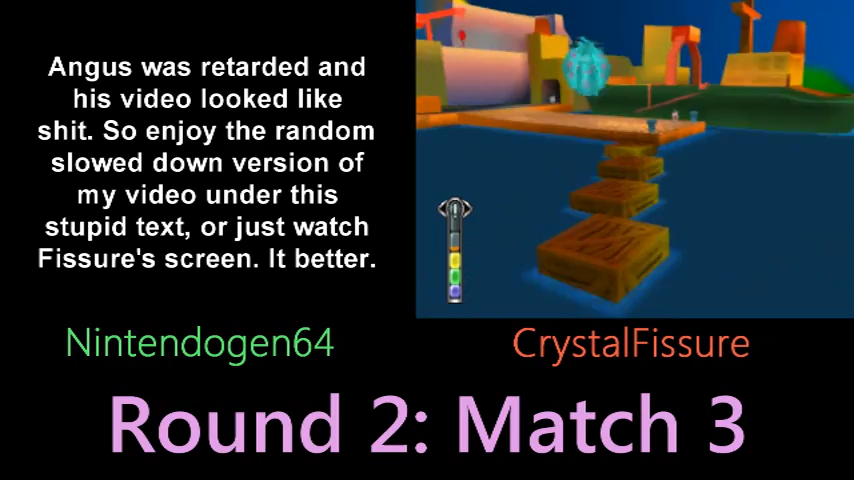 Angus was retarded and
his video looked like
shit. So enjoy the random
slowed down version of
my video under this
stupid text, or just watch
Fissure's screen. It better.
Nintendogen64
CrystalFissure
Round 2: Match 3